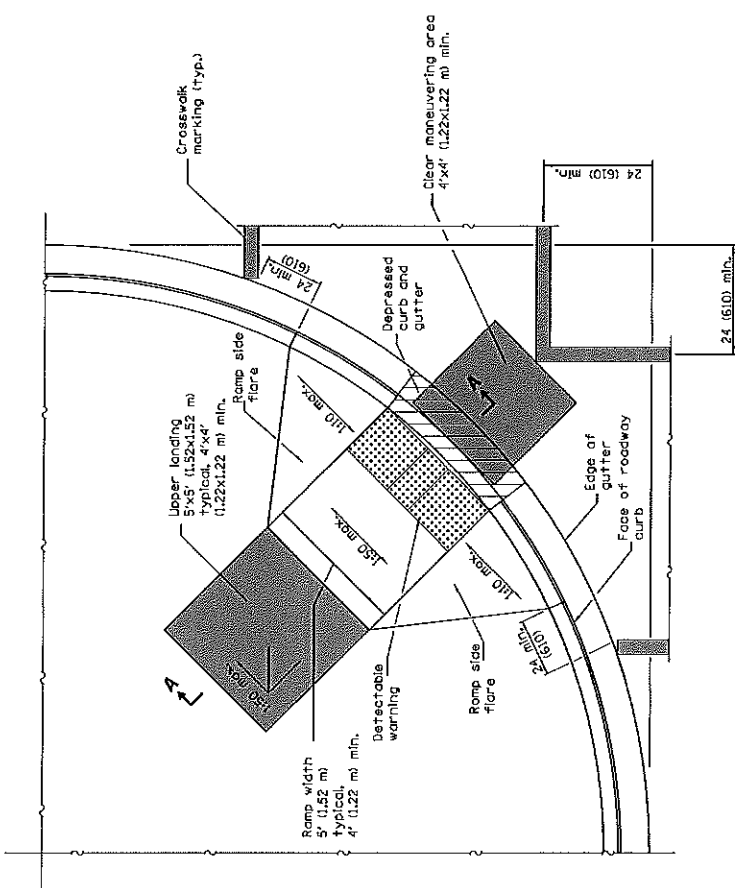 Crosswalk
marking (typ.)
Clear maneuvering area
4'x4' (1.22x1.22 m) min.
24 (610) min.
24 (610) min.
24 min.
(610)
Depressed
curb and
gutter
Ramp side
flare
Upper landing
5'x5' (1.52x1.52 m)
typical, 4'x4'
(1.22x1.22 m) min.
1:10 max.
A
1:50 max.
1:50 max.
A
1:10 max.
Edge of
gutter
Face of roadway
curb
Ramp width
5' (1.52 m)
typical,
4' (1.22 m) min.
Detectable
warning
Ramp side
flare
24 min.
(610)